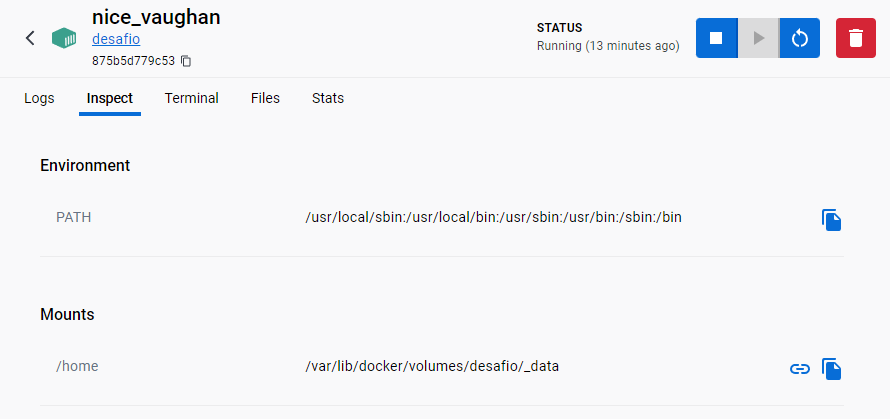 nice_vaughan
desafio
875b5d779c53
STATUS
Running (13 minutes ago)
Logs Inspect Terminal Files Stats
Environment
PATH /usr/local/sbin:/usr/local/bin:/usr/sbin:/usr/bin:/sbin:/bin
Mounts
/home /var/lib/docker/volumes/desafio/_data